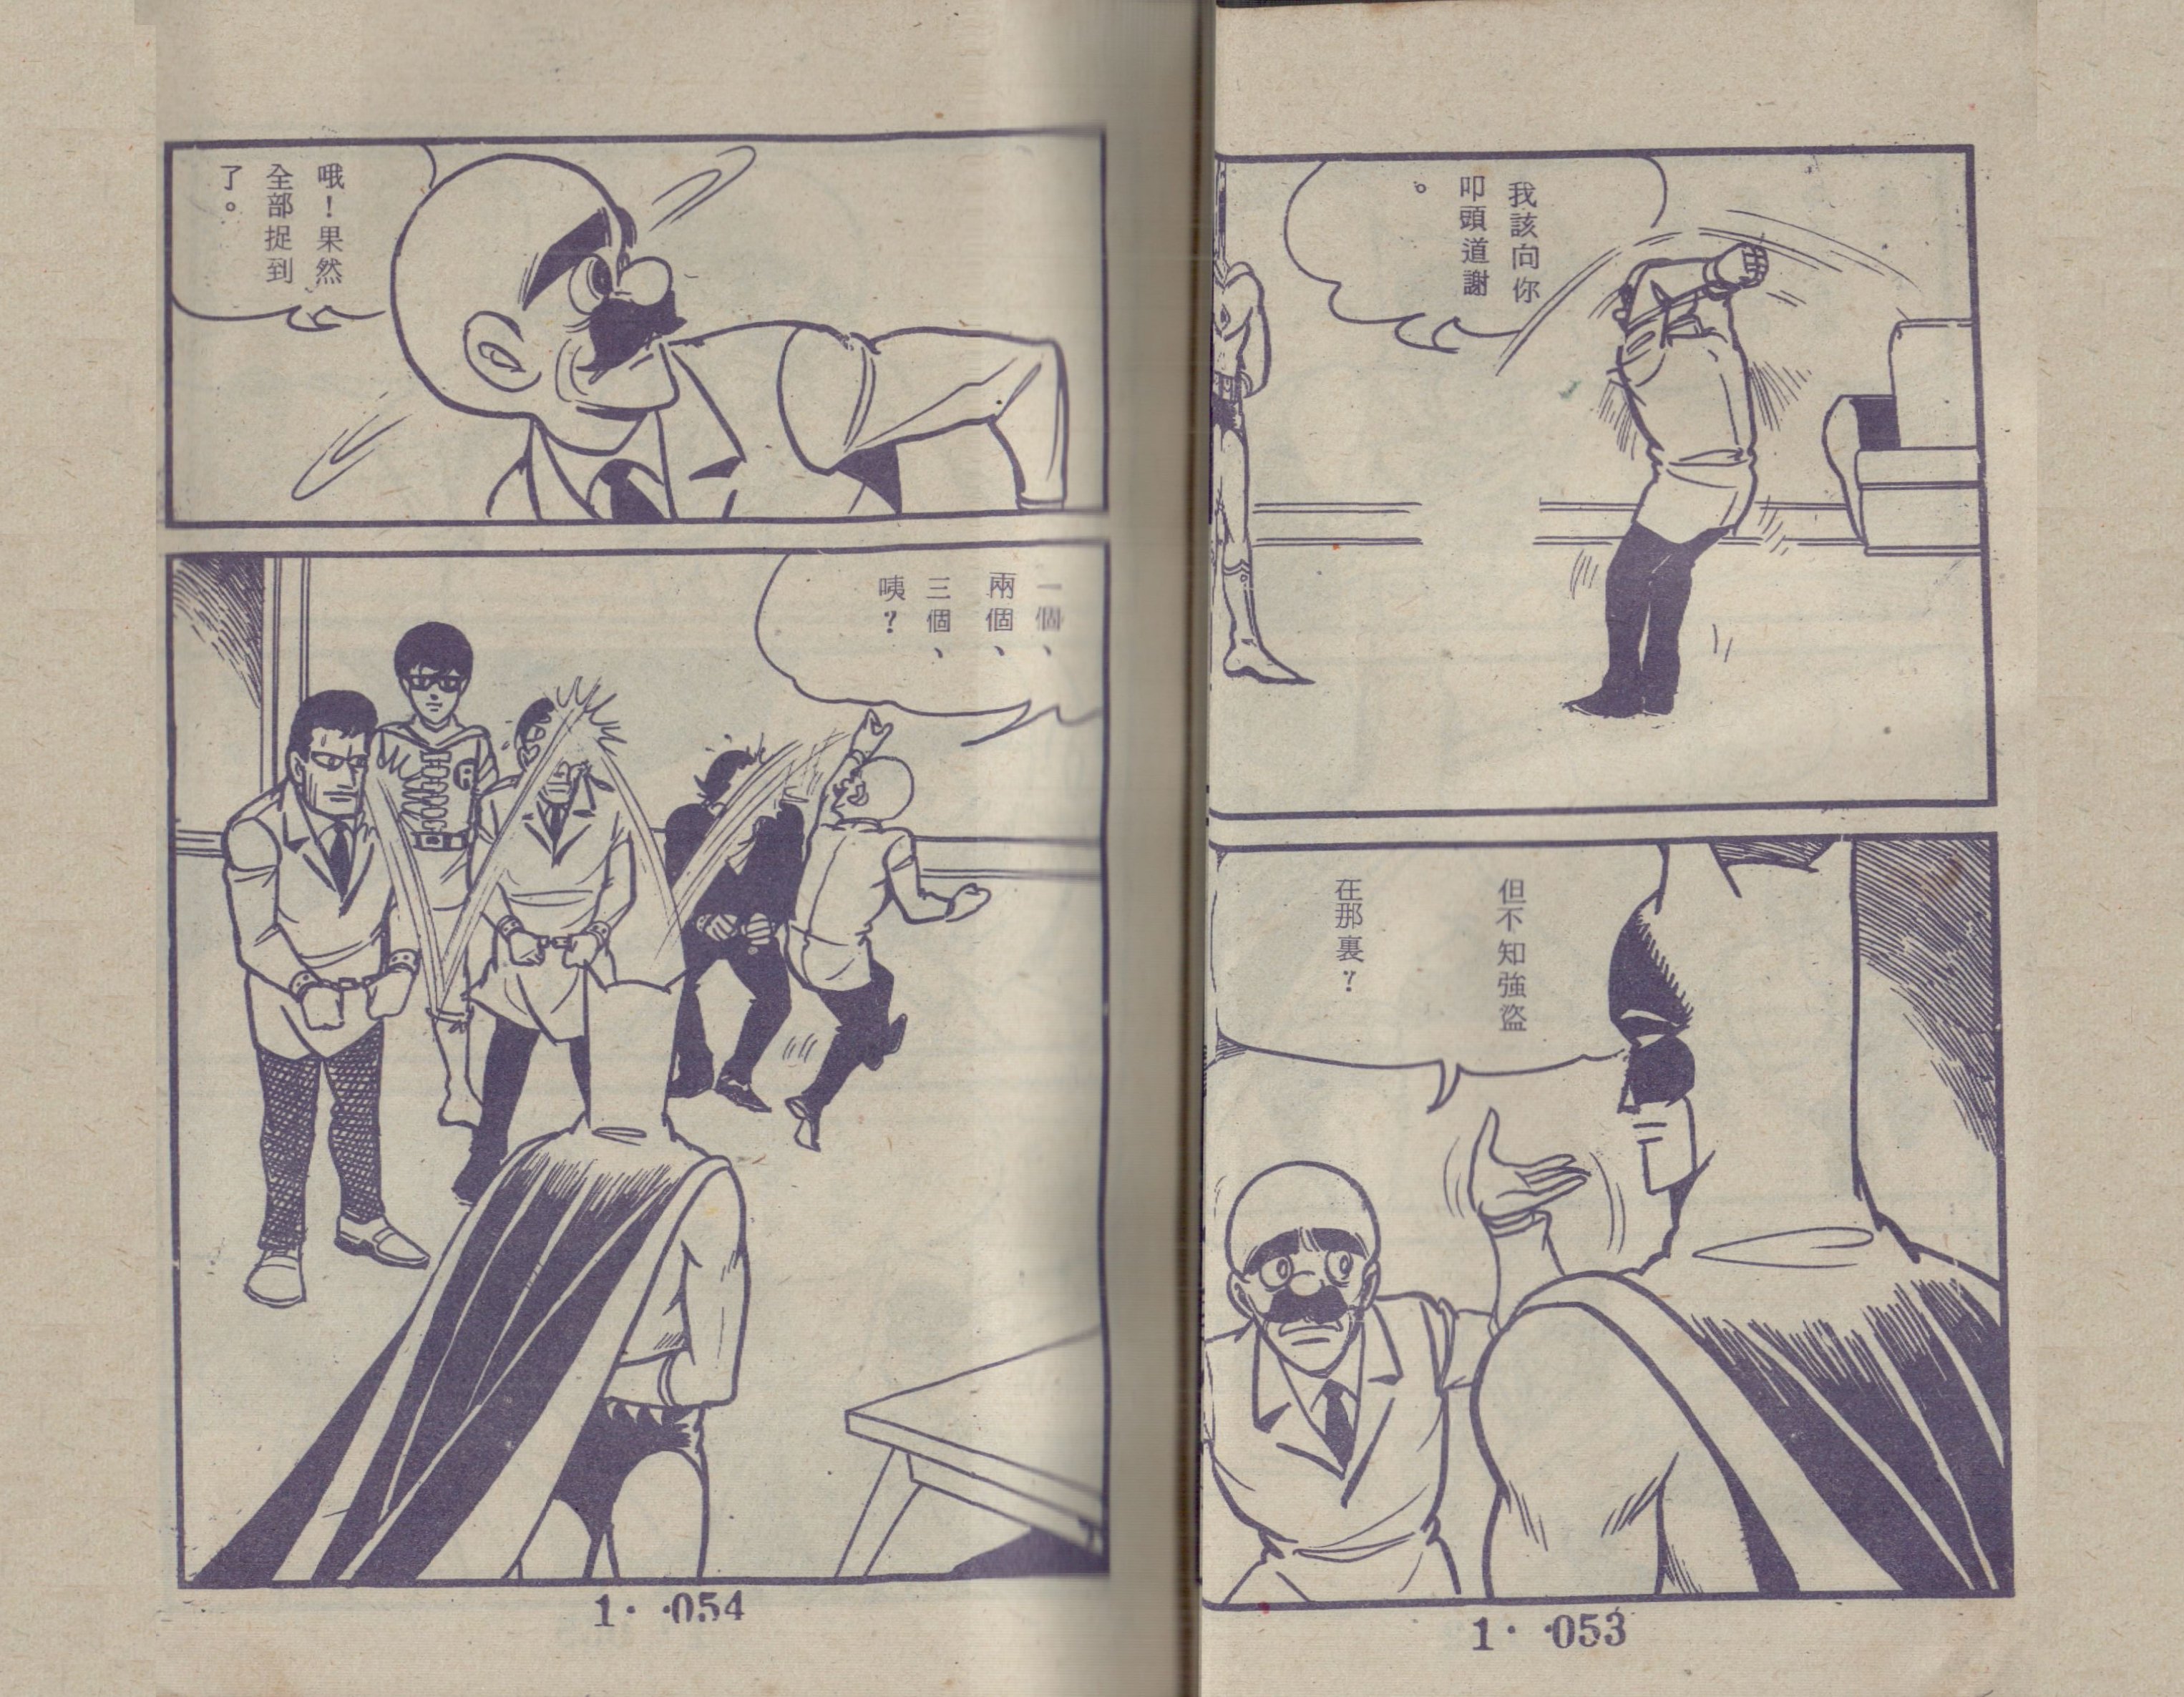 我該向你
叩頭道謝
。
但不知強盜
在那裏？
1··053
哦！果然
全部捉到
了。
一個、
兩個、
三個、
咦？
1··054